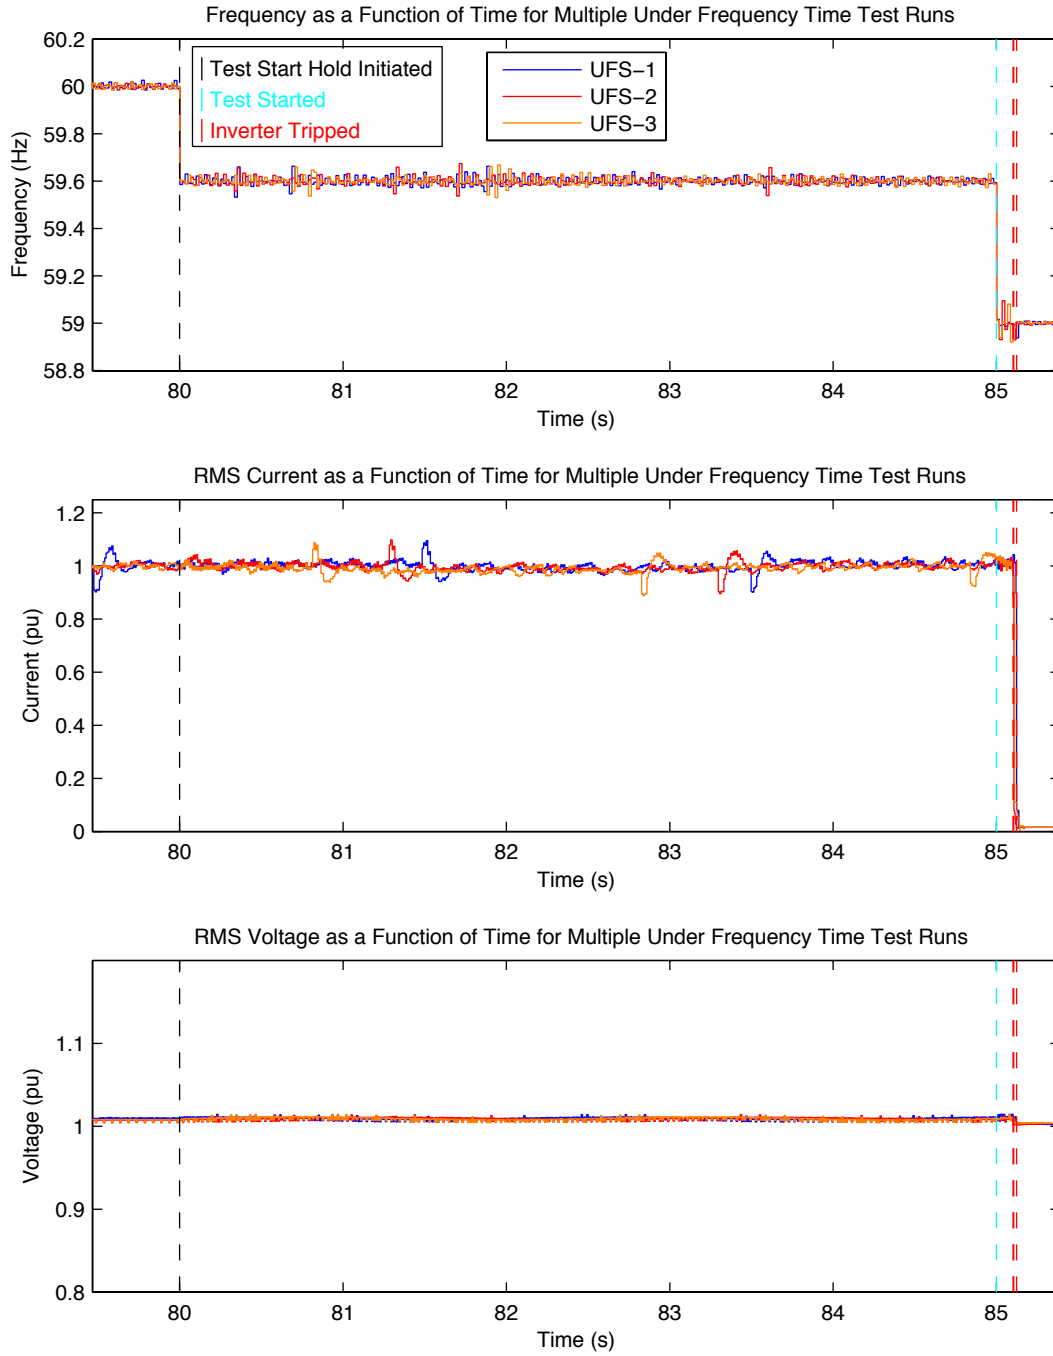 Frequency as a Function of Time for Multiple Under Frequency Time Test Runs
60.2
60
59.8
59.6
59.4
59.2
59
58.8
Frequency (Hz)
Test Start Hold Initiated
Test Started
Inverter Tripped
UFS−1
UFS−2
UFS−3
80
81
82
83
84
85
Time (s)
RMS Current as a Function of Time for Multiple Under Frequency Time Test Runs
1.2
1
0.8
0.6
0.4
0.2
0
Current (pu)
80
81
82
83
84
85
Time (s)
RMS Voltage as a Function of Time for Multiple Under Frequency Time Test Runs
1.1
1
0.9
0.8
Voltage (pu)
80
81
82
83
84
85
Time (s)